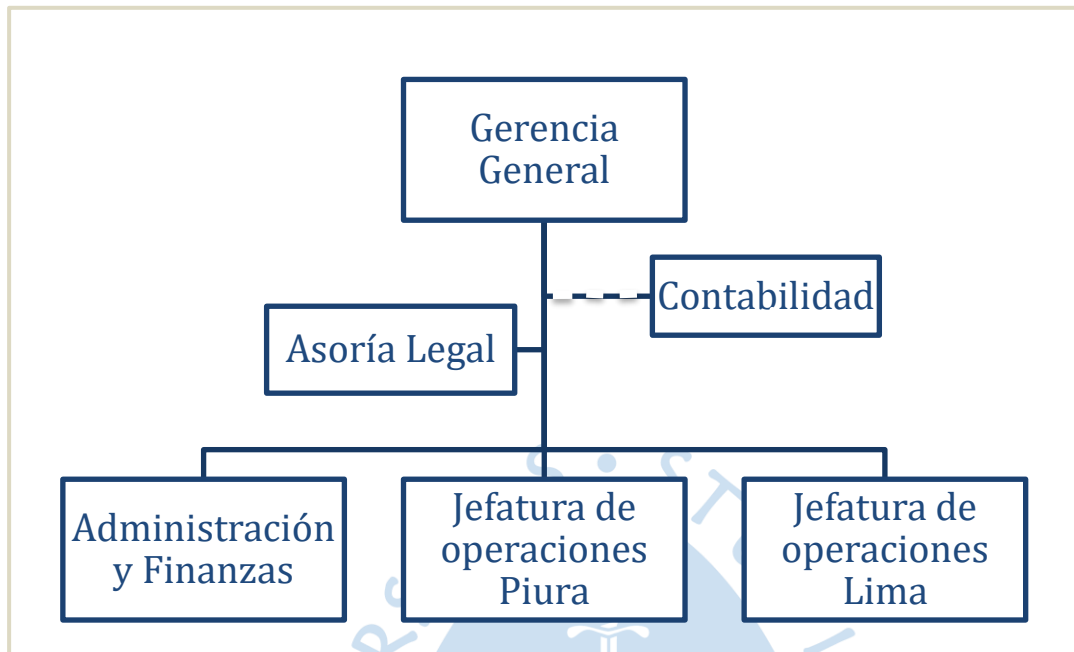 Gerencia
General
Contabilidad
Asoría Legal
Administración
y Finanzas
Jefatura de
operaciones
Piura
Jefatura de
operaciones
Lima